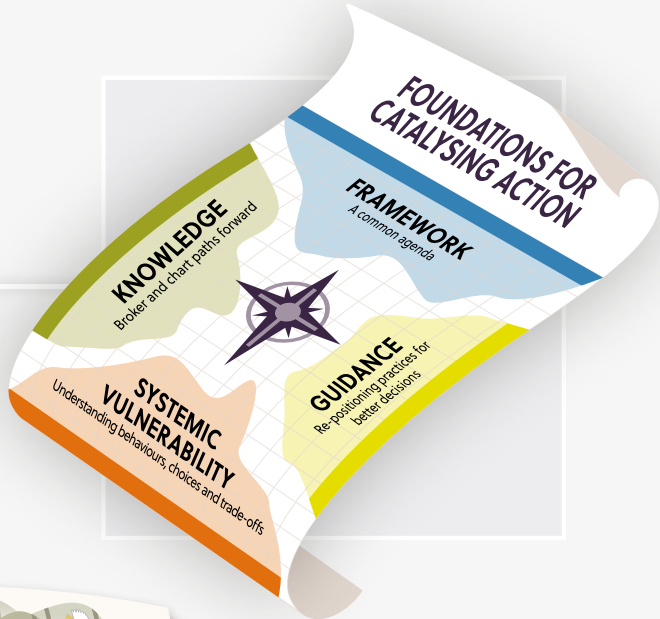 FOUNDATIONS FOR
CATALYSING ACTION
FRAMEWORK
A common agenda
KNOWLEDGE
Broker and chart paths forward
GUIDANCE
Re-positioning practices for
better decisions
SYSTEMIC
VULNERABILITY
Understanding behaviours, choices and trade-offs